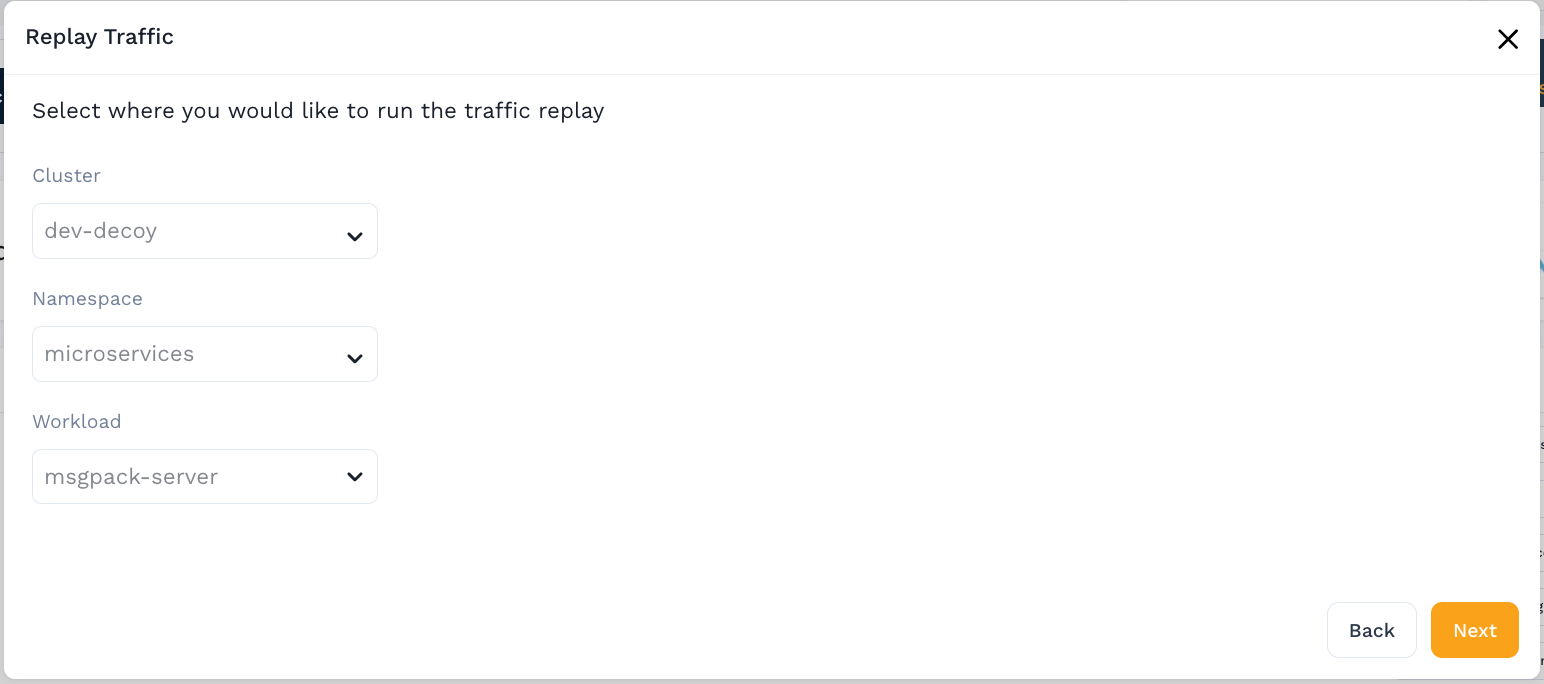 Replay Traffic
Select where you would like to run the traffic replay
Cluster
dev-decoy
Namespace
microservices
Workload
msgpack-server
Back
Next